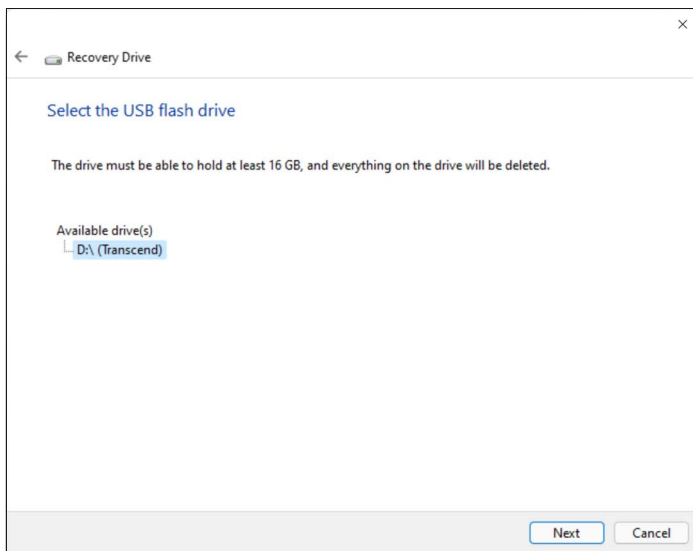 Recovery Drive
Select the USB flash drive
The drive must be able to hold at least 16 GB, and everything on the drive will be deleted.
Available drive(s)
D:\ (Transcend)
Next Cancel